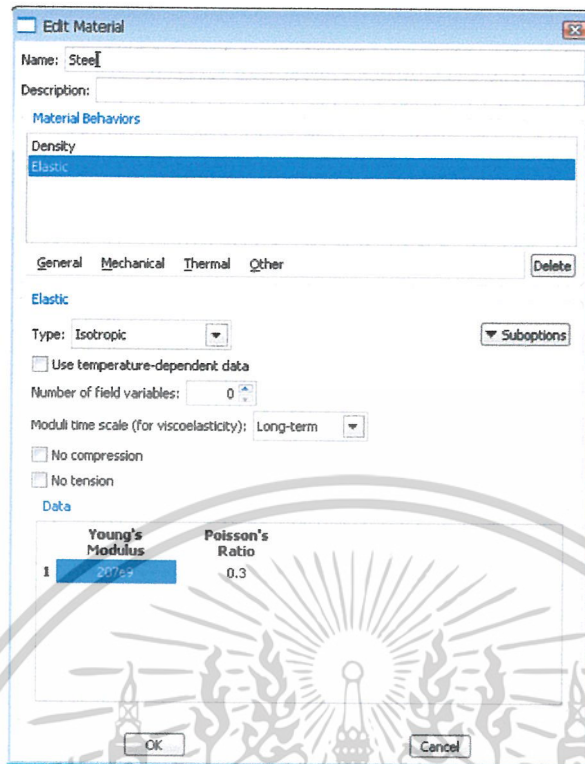 Edit Material
Name: Steel
Description:
Material Behaviors
Density
Elastic
General Mechanical Thermal Other Delete
Elastic
Type: Isotropic Suboptions
Use temperature-dependent data
Number of field variables: 0
Moduli time scale (for viscoelasticity): Long-term
No compression
No tension
Data
Young's Poisson's
Modulus Ratio
1 207e9 0.3
OK Cancel